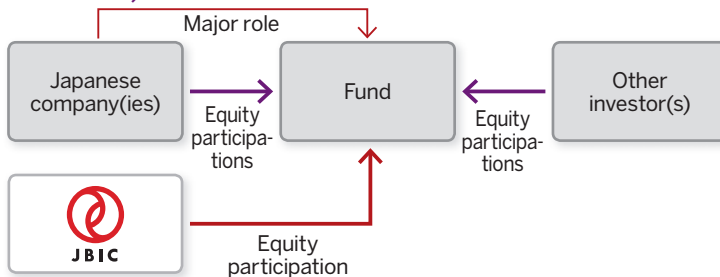 Major role
Japanese
company(ies)
Fund
Other
investor(s)
Equity
participa-
tions
Equity
participa-
tions
JBIC
Equity
participation